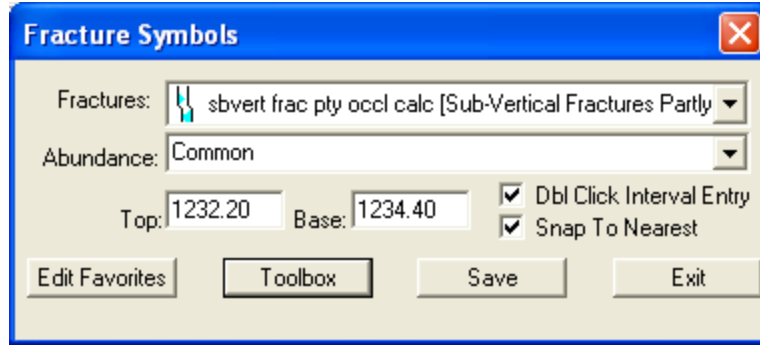 Fracture Symbols
Fractures: sbvert frac pty occl calc [Sub-Vertical Fractures Partly
Abundance: Common
Top: 1232.20 Base: 1234.40 Dbl Click Interval Entry
Snap To Nearest
Edit Favorites Toolbox Save Exit